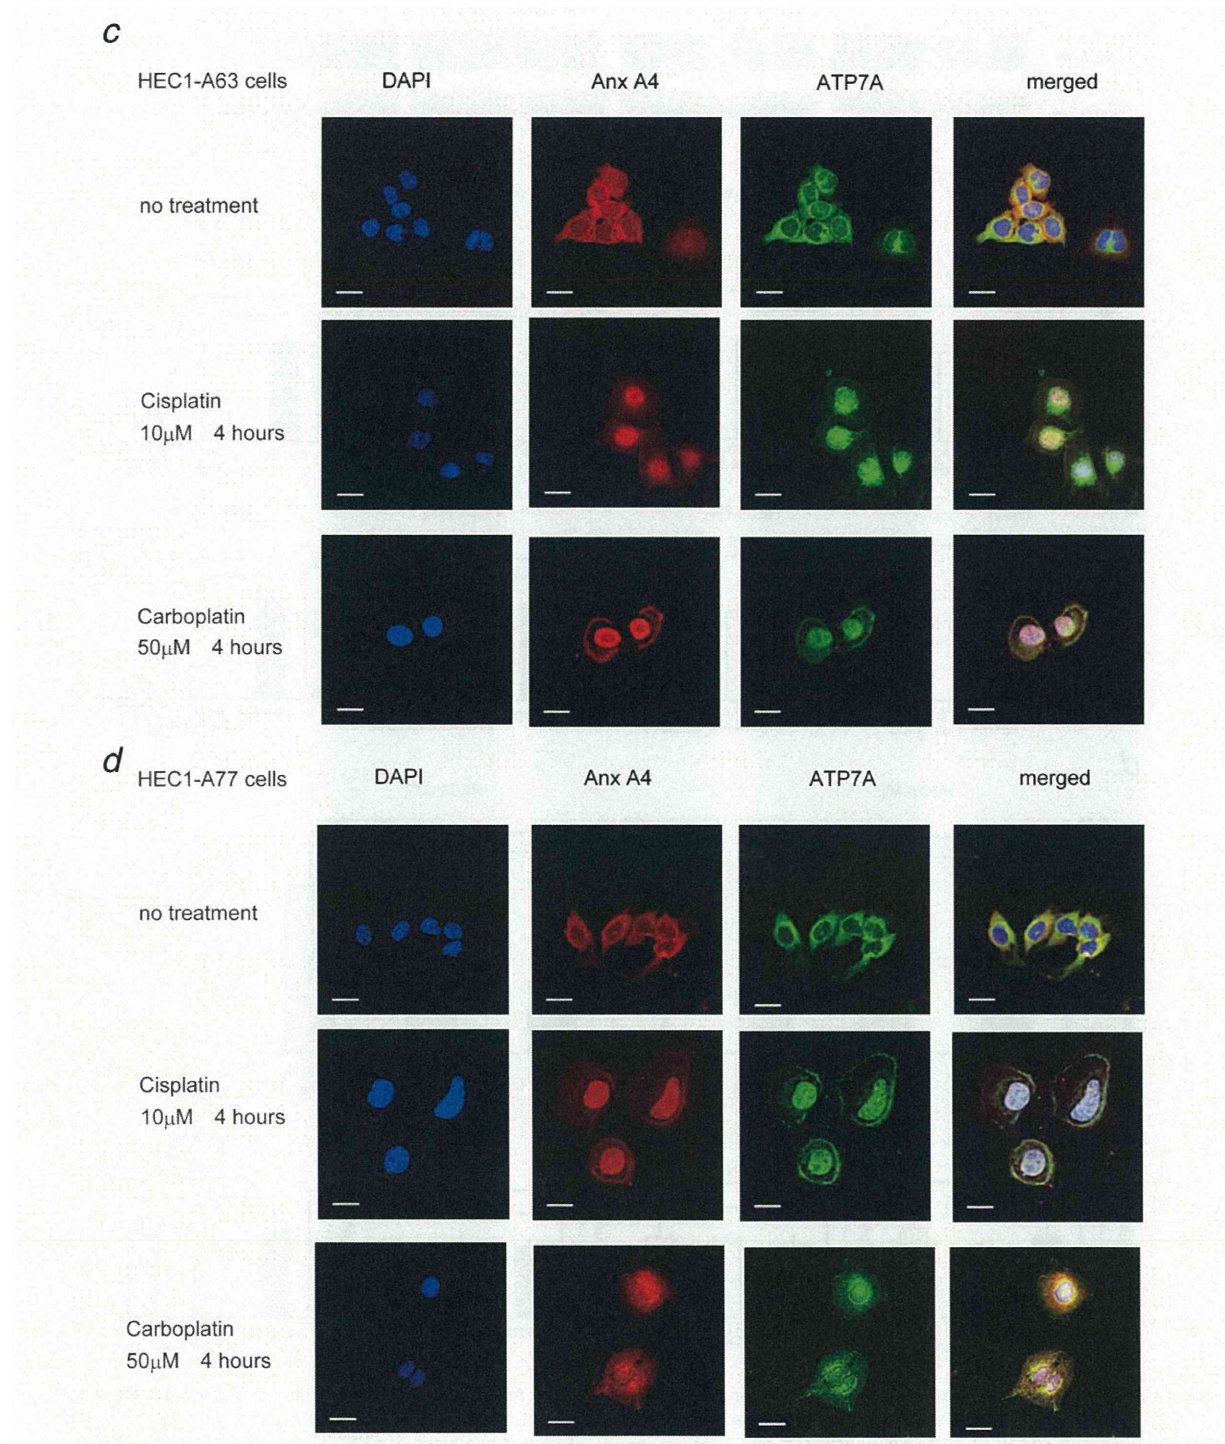 c
HEC1-A63 cells DAPI Anx A4 ATP7A merged
no treatment
Cisplatin
10μM 4 hours
Carboplatin
50μM 4 hours
d
HEC1-A77 cells DAPI Anx A4 ATP7A merged
no treatment
Cisplatin
10μM 4 hours
Carboplatin
50μM 4 hours